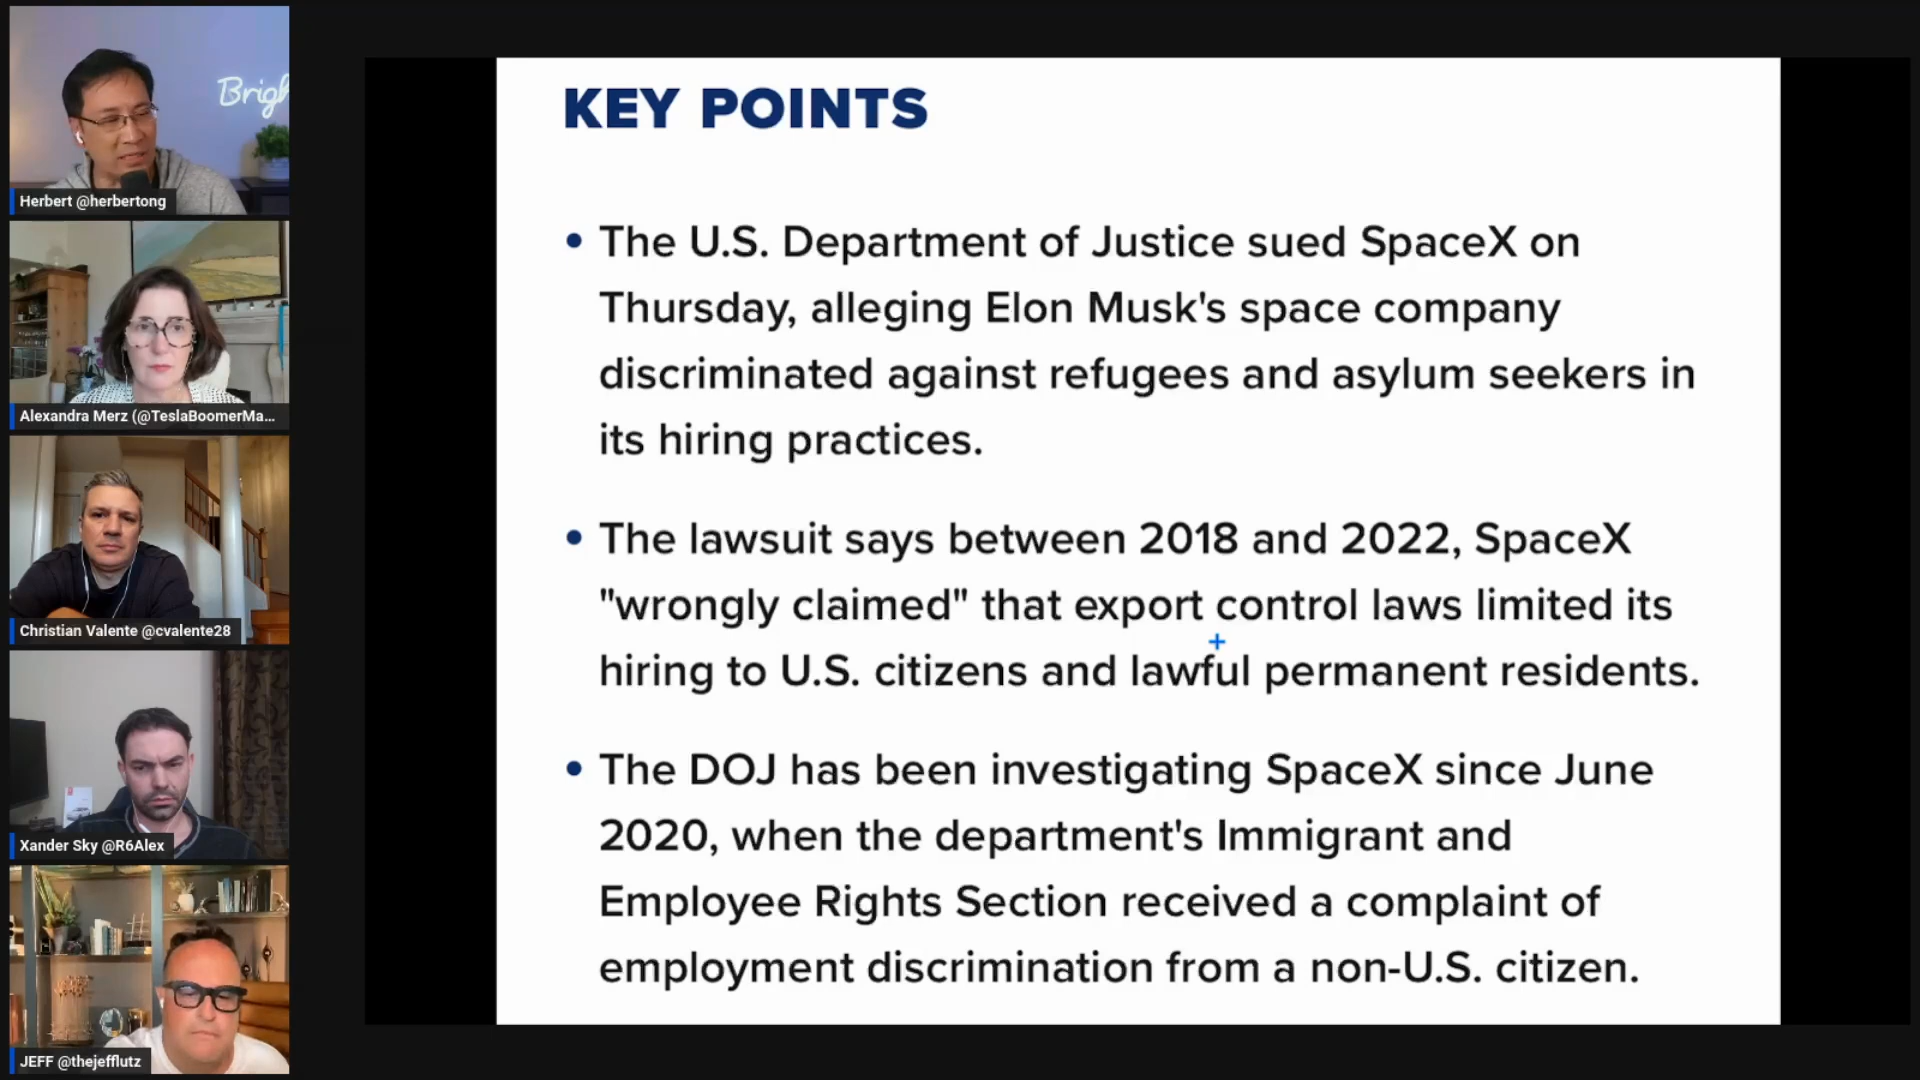 Brigh
Herbert @herbertong
Alexandra Merz (@TeslaBoomerMa...
Christian Valente @cvalente28
Xander Sky @R6Alex
JEFF @thejefflutz
KEY POINTS
• The U.S. Department of Justice sued SpaceX on
Thursday, alleging Elon Musk's space company
discriminated against refugees and asylum seekers in
its hiring practices.
• The lawsuit says between 2018 and 2022, SpaceX
"wrongly claimed" that export control laws limited its
hiring to U.S. citizens and lawful permanent residents.
• The DOJ has been investigating SpaceX since June
2020, when the department's Immigrant and
Employee Rights Section received a complaint of
employment discrimination from a non-U.S. citizen.